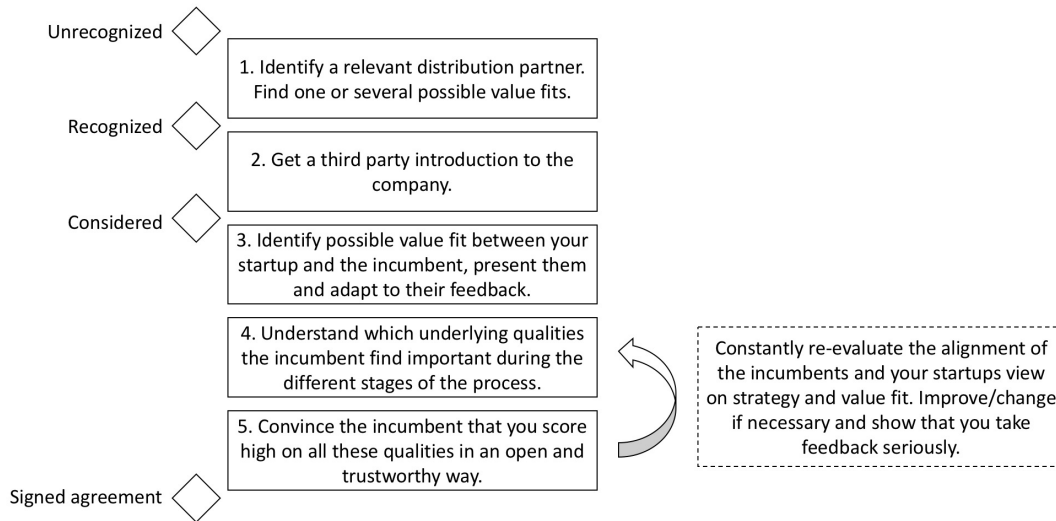 Unrecognized
1. Identify a relevant distribution partner.
Find one or several possible value fits.
Recognized
2. Get a third party introduction to the
company.
Considered
3. Identify possible value fit between your
startup and the incumbent, present them
and adapt to their feedback.
4. Understand which underlying qualities
the incumbent find important during the
different stages of the process.
Constantly re-evaluate the alignment of
the incumbents and your startups view
on strategy and value fit. Improve/change
if necessary and show that you take
feedback seriously.
5. Convince the incumbent that you score
high on all these qualities in an open and
trustworthy way.
Signed agreement